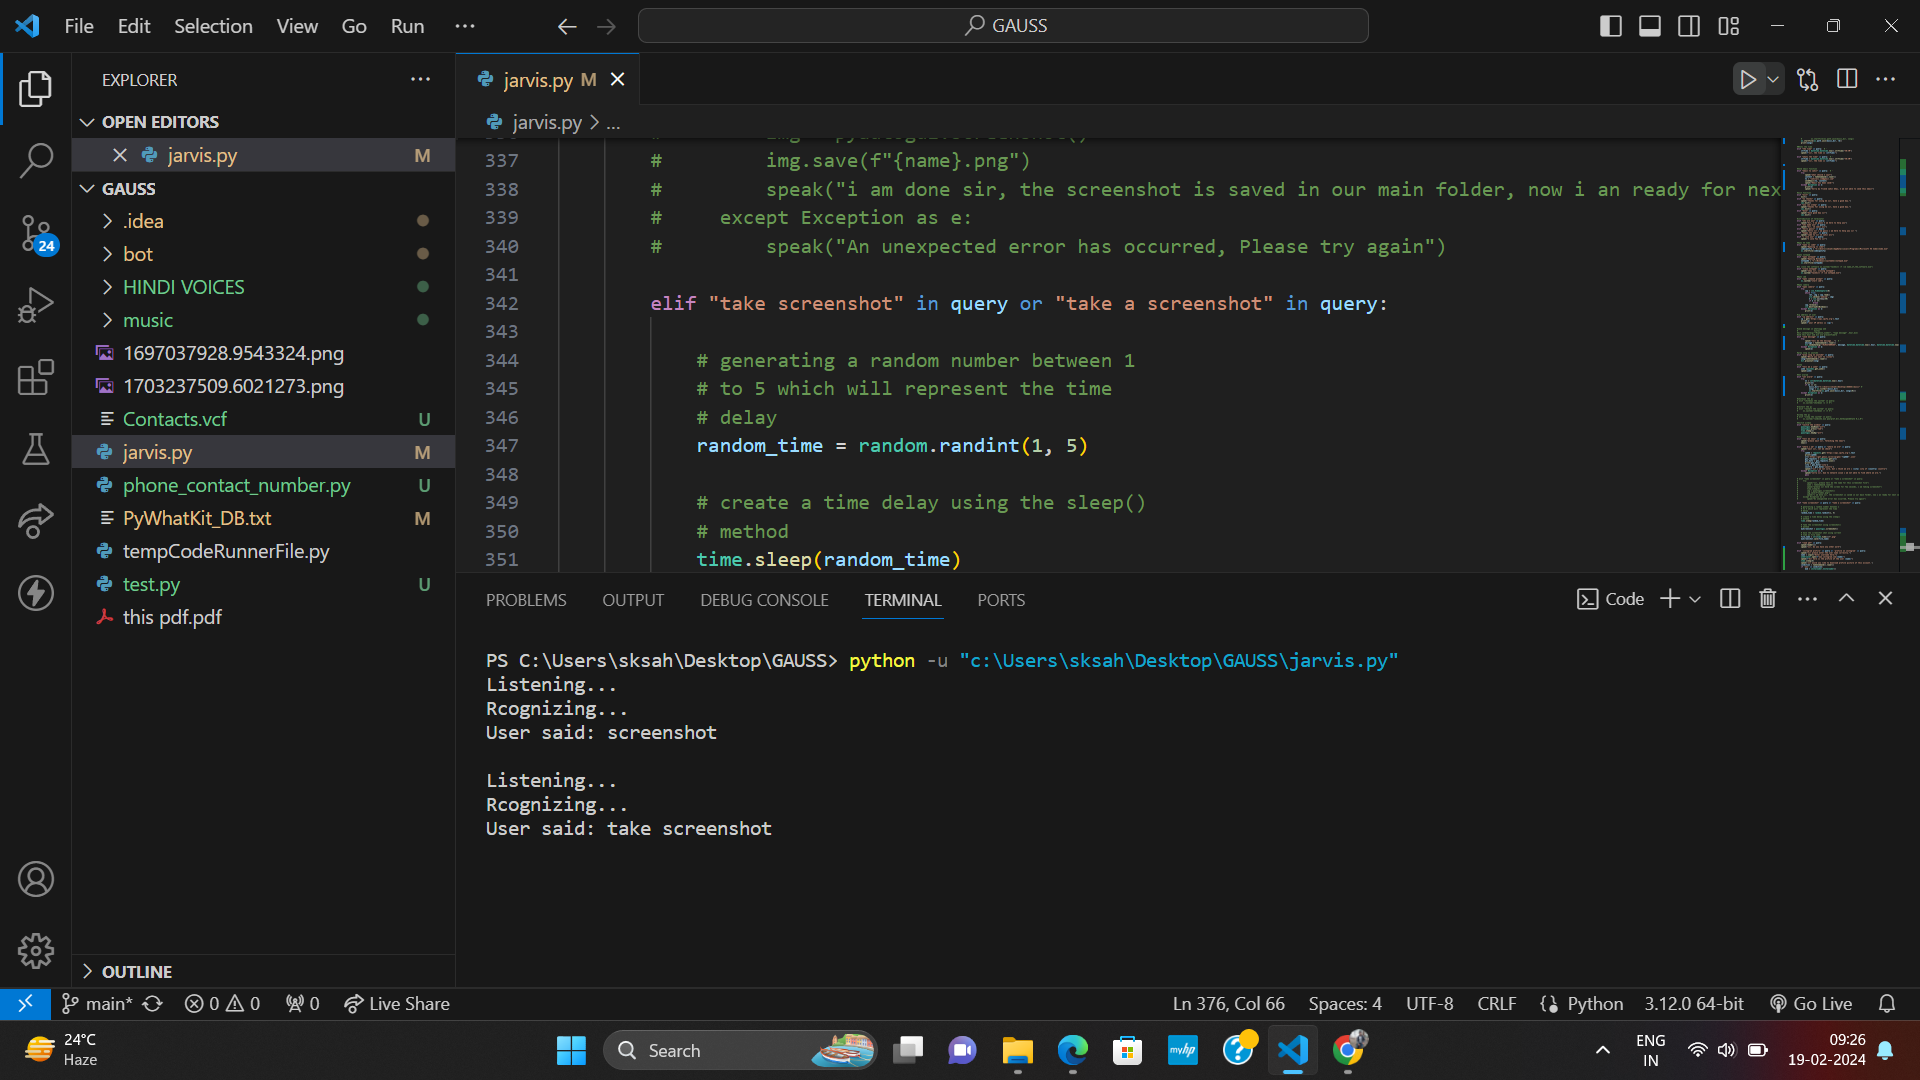 File Edit Selection View Go Run ...
GAUSS
EXPLORER
OPEN EDITORS
jarvis.py M
GAUSS
.idea
bot
HINDI VOICES
music
1697037928.9543324.png
1703237509.6021273.png
Contacts.vcf U
jarvis.py M
phone_contact_number.py U
PyWhatKit_DB.txt M
tempCodeRunnerFile.py
test.py U
this pdf.pdf
OUTLINE
24
jarvis.py M
jarvis.py > ...
337 # img.save(f"{name}.png")
338 # speak("i am done sir, the screenshot is saved in our main folder, now i an ready for nex
339 # except Exception as e:
340 # speak("An unexpected error has occurred, Please try again")
341
342 elif "take screenshot" in query or "take a screenshot" in query:
343
344 # generating a random number between 1
345 # to 5 which will represent the time
346 # delay
347 random_time = random.randint(1, 5)
348
349 # create a time delay using the sleep()
350 # method
351 time.sleep(random_time)
PROBLEMS OUTPUT DEBUG CONSOLE TERMINAL PORTS
Code
PS C:\Users\sksah\Desktop\GAUSS> python -u "c:\Users\sksah\Desktop\GAUSS\jarvis.py"
Listening...
Rcognizing...
User said: screenshot
Listening...
Rcognizing...
User said: take screenshot
main* 0 0 0 Live Share
Ln 376, Col 66 Spaces: 4 UTF-8 CRLF Python 3.12.0 64-bit Go Live
24°C
Haze
Search
myhp
ENG
IN
09:26
19-02-2024